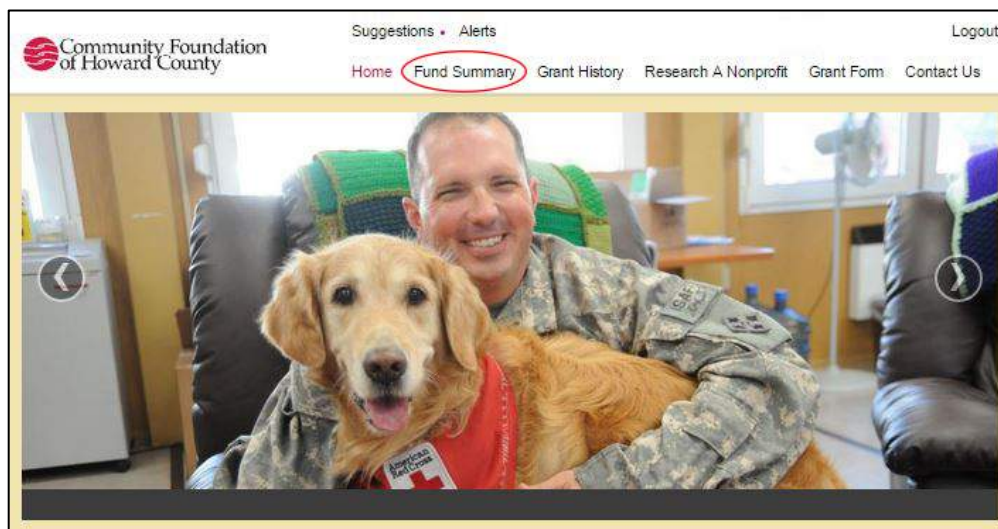 Community Foundation
of Howard County
Suggestions • Alerts
Logout
Home Fund Summary Grant History Research A Nonprofit Grant Form Contact Us
American
Red Cross